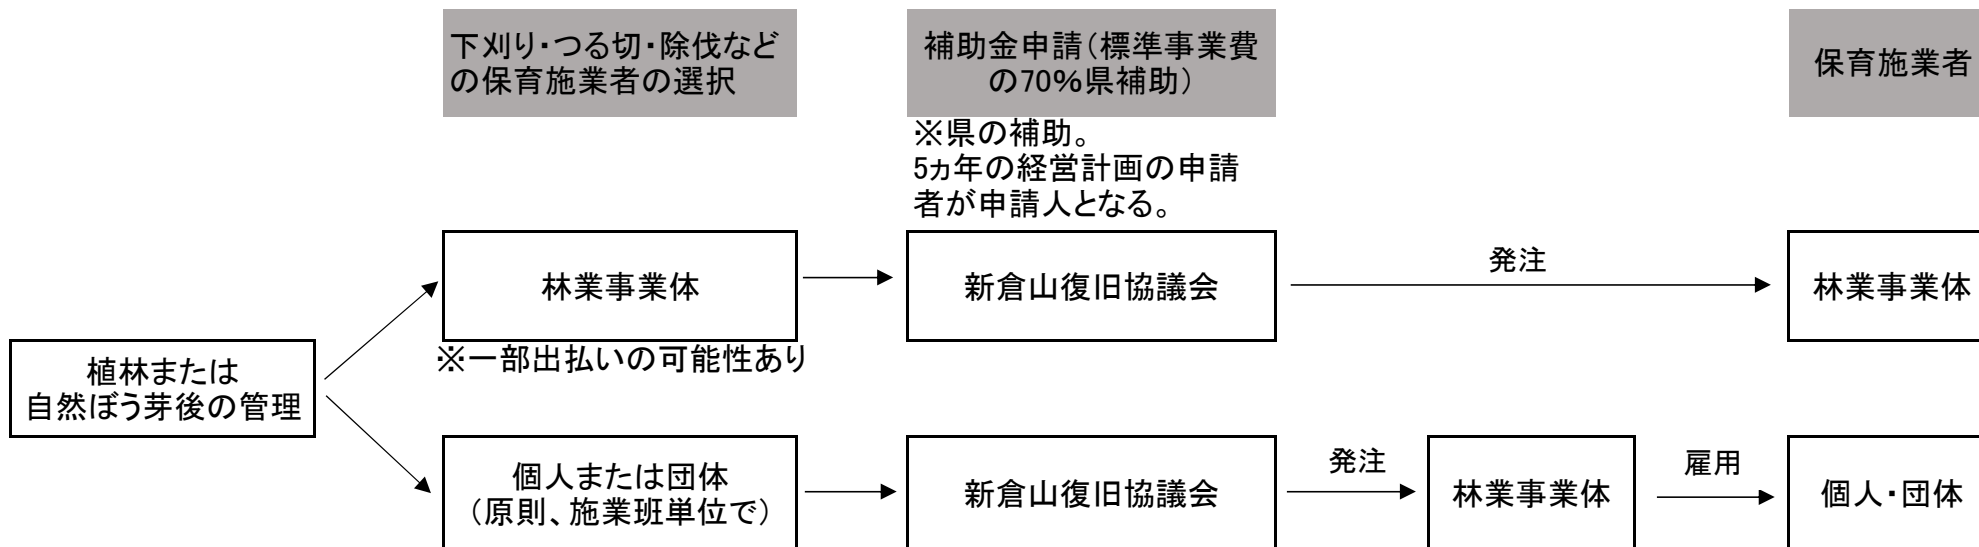 下刈り・つる切・除伐など
の保育施業者の選択
補助金申請（標準事業費
の70％県補助）
保育施業者
※県の補助。
5ヵ年の経営計画の申請
者が申請人となる。
林業事業体
新倉山復旧協議会
発注
林業事業体
※一部出払いの可能性あり
植林または
自然ぼう芽後の管理
個人または団体
（原則、施業班単位で）
新倉山復旧協議会
発注
林業事業体
雇用
個人・団体